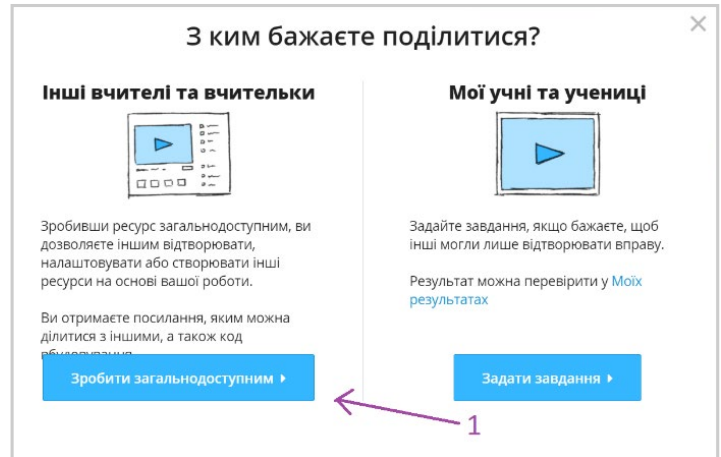 З ким бажаєте поділитися?
Інші вчителі та вчительки
Зробивши ресурс загальнодоступним, ви
дозволяєте іншим відтворювати,
налаштовувати або створювати інші
ресурси на основі вашої роботи.
Ви отримаєте посилання, яким можна
ділитися з іншими, а також код
Зробити загальнодоступним
Мої учні та учениці
Задайте завдання, якщо бажаєте, щоб
інші могли лише відтворювати вправу.
Результат можна перевірити у Моїх
результатах
Задати завдання
1